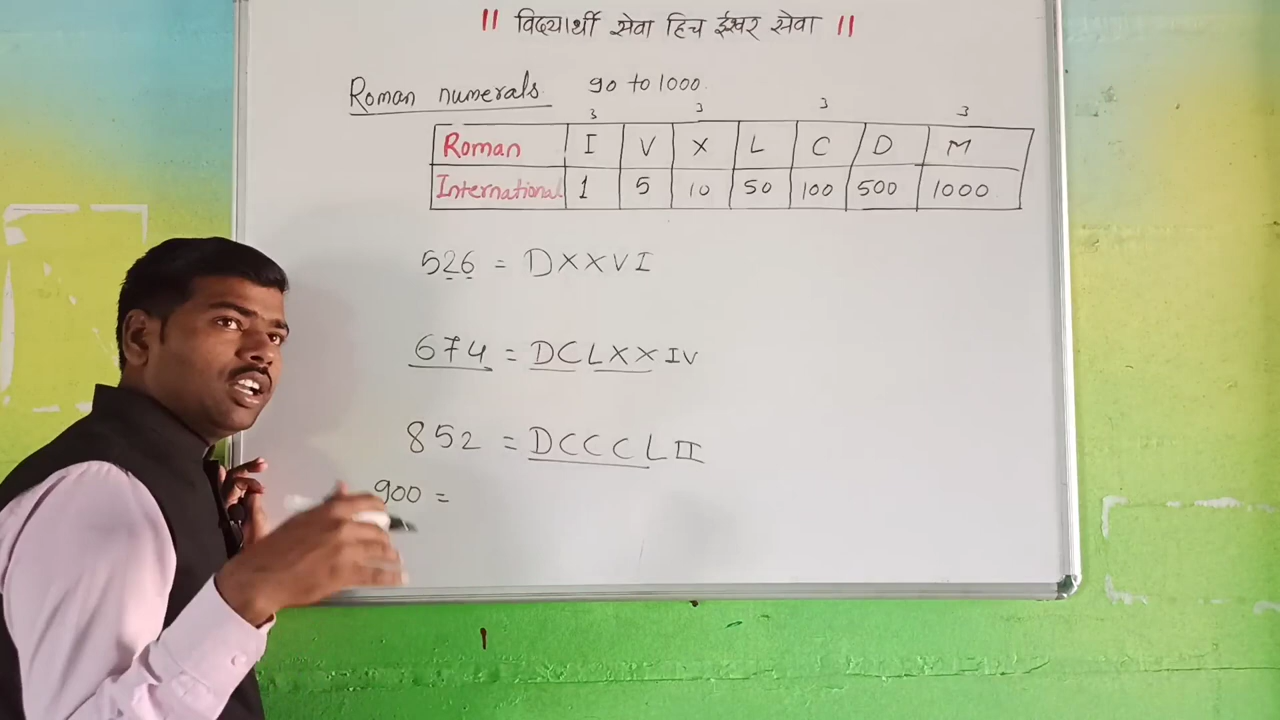 || विद्यार्थी सेवा हिच ईश्वर सेवा ||
Roman numerals 90 to 1000
3 3 3 3
Roman I V X L C D M
International 1 5 10 50 100 500 1000
526 = DXXVI
674 = DCLXXIV
852 = DCCCLII
900 =